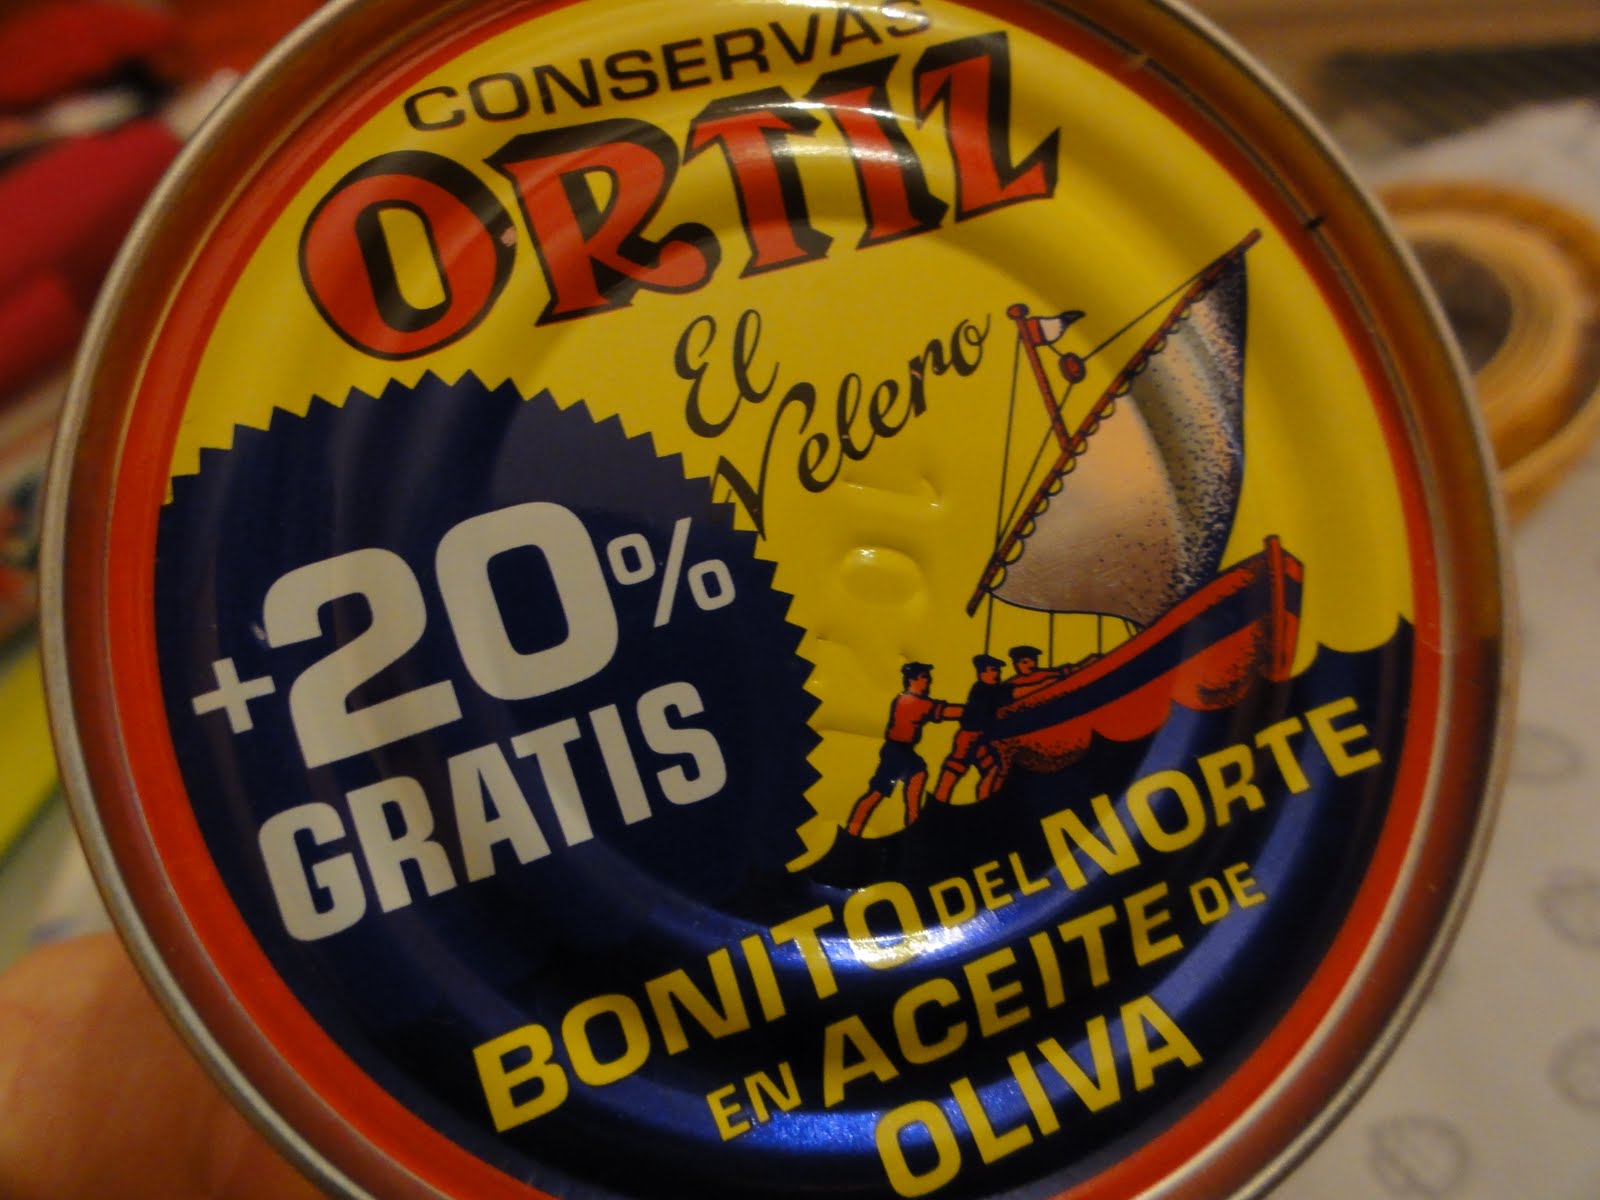 CONSERVAS
ORTIZ
El
Velero
+20%
GRATIS
BONITO DEL NORTE
EN ACEITE DE
OLIVA